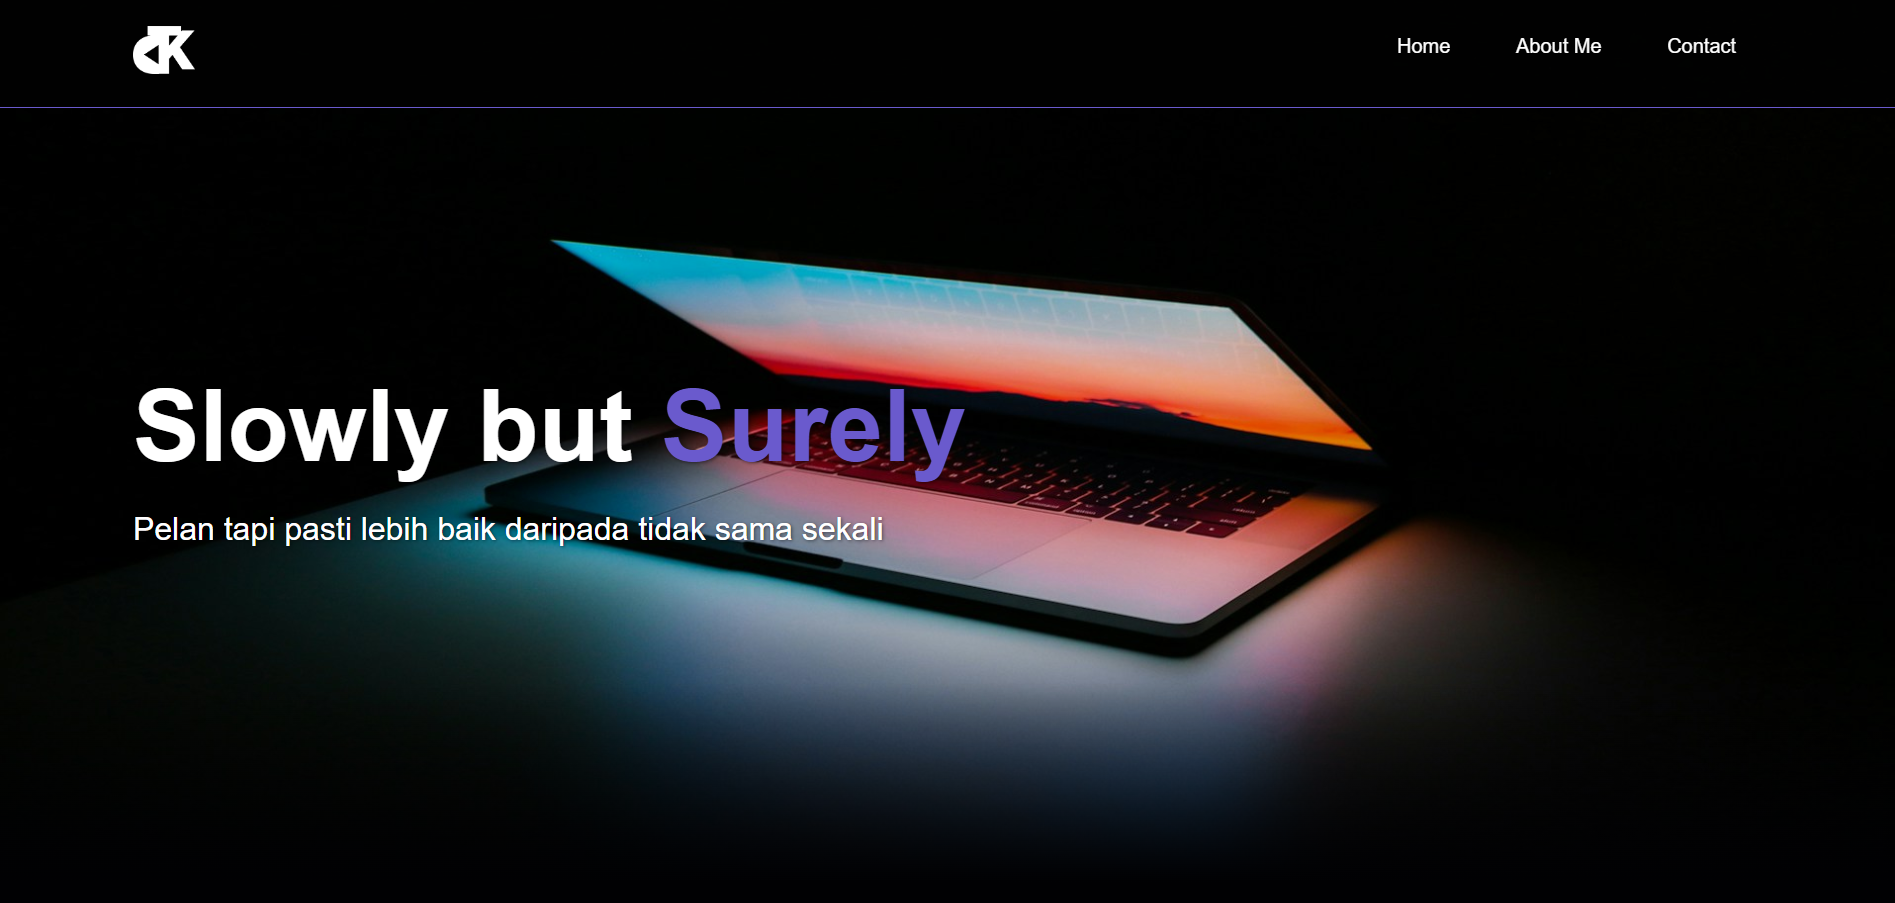 Home About Me Contact
Slowly but Surely
Pelan tapi pasti lebih baik daripada tidak sama sekali